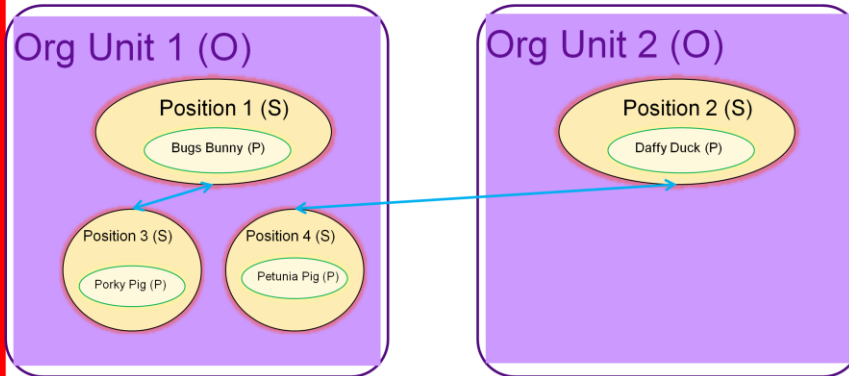 Org Unit 1 (O)
Position 1 (S)
Bugs Bunny (P)
Position 3 (S)
Porky Pig (P)
Position 4 (S)
Petunia Pig (P)
Org Unit 2 (O)
Position 2 (S)
Daffy Duck (P)